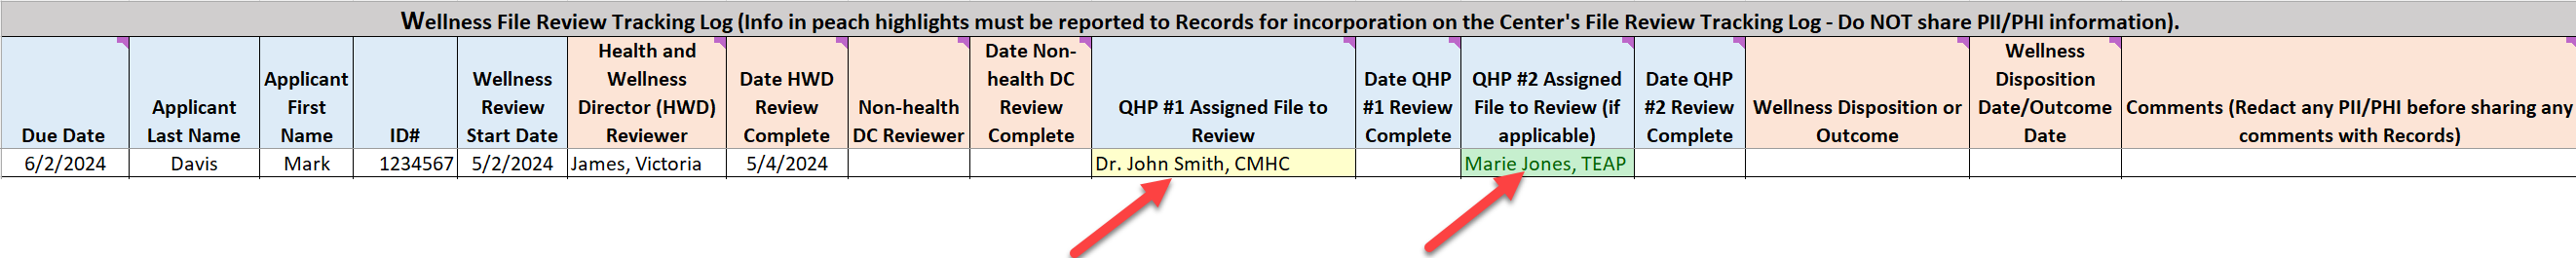 Wellness File Review Tracking Log (Info in peach highlights must be reported to Records for incorporation on the Center's File Review Tracking Log - Do NOT share PII/PHI information).
Due Date
Applicant
Last Name
Applicant
First
Name
ID#
Wellness
Review
Start Date
Health and
Wellness
Director (HWD)
Reviewer
Date HWD
Review
Complete
Non-health
DC Reviewer
Date Non-
health DC
Review
Complete
QHP #1 Assigned File to
Review
Date QHP
#1 Review
Complete
QHP #2 Assigned
File to Review (if
applicable)
Date QHP
#2 Review
Complete
Wellness Disposition or
Outcome
Wellness
Disposition
Date/Outcome
Date
Comments (Redact any PII/PHI before sharing any
comments with Records)
6/2/2024
Davis
Mark
1234567
5/2/2024
James, Victoria
5/4/2024
Dr. John Smith, CMHC
Marie Jones, TEAP